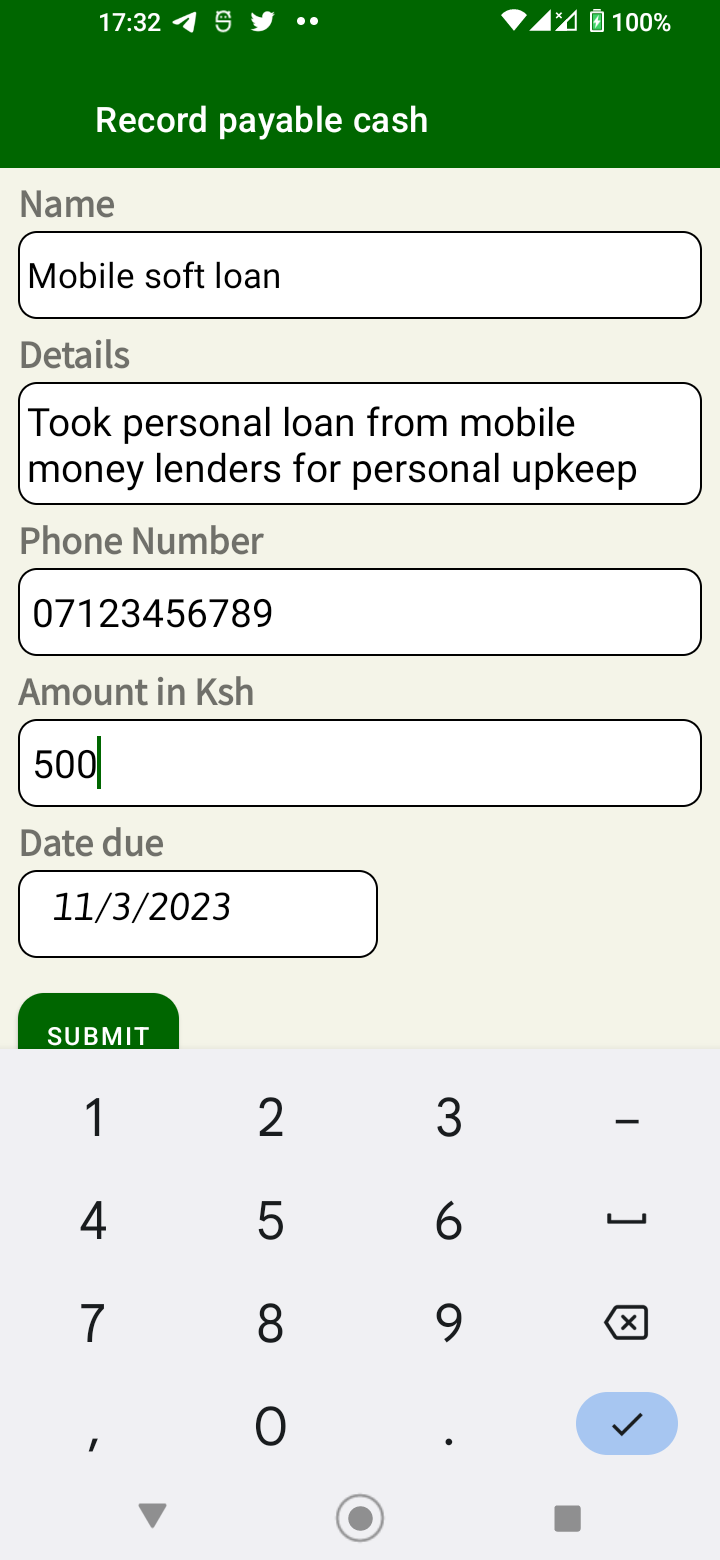 17:32 100%
Record payable cash
Name
Mobile soft loan
Details
Took personal loan from mobile
money lenders for personal upkeep
Phone Number
07123456789
Amount in Ksh
500
Date due
11/3/2023
SUBMIT
1 2 3 –
4 5 6
7 8 9
, 0 .